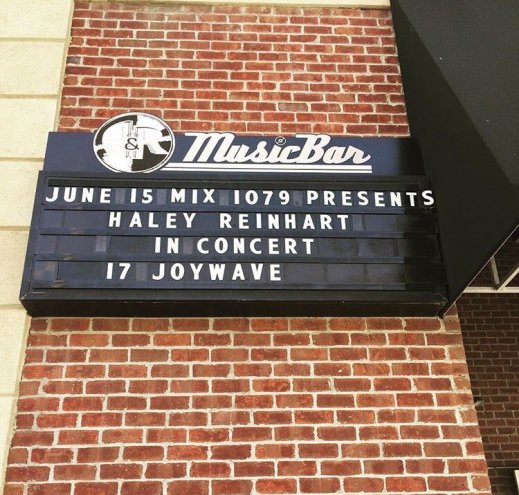 H&H MusicBar
JUNE 15 MIX 1079 PRESENTS
HALEY REINHART
IN CONCERT
17 JOYWAVE